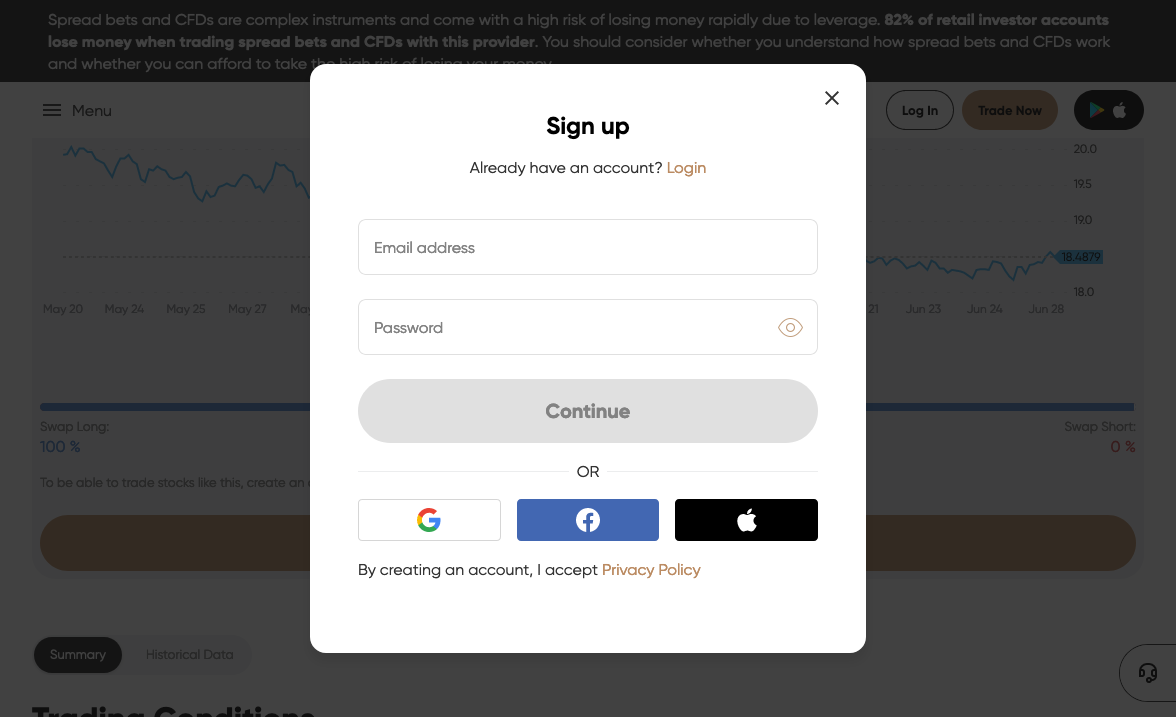 Spread bets and CFDs are complex instruments and come with a high risk of losing money rapidly due to leverage. 82% of retail investor accounts
lose money when trading spread bets and CFDs with this provider. You should consider whether you understand how spread bets and CFDs work
and whether you can afford to take the high risk of losing your money.
Menu
Log In
Trade Now
Sign up
Already have an account? Login
20.0
19.5
19.0
18.4879
18.0
May 20
May 24
May 25
May 27
May
21
Jun 23
Jun 24
Jun 28
Email address
Password
Continue
OR
Swap Long:
100 %
Swap Short:
0 %
To be able to trade stocks like this, create an
By creating an account, I accept Privacy Policy
Summary
Historical Data
Trading Conditions